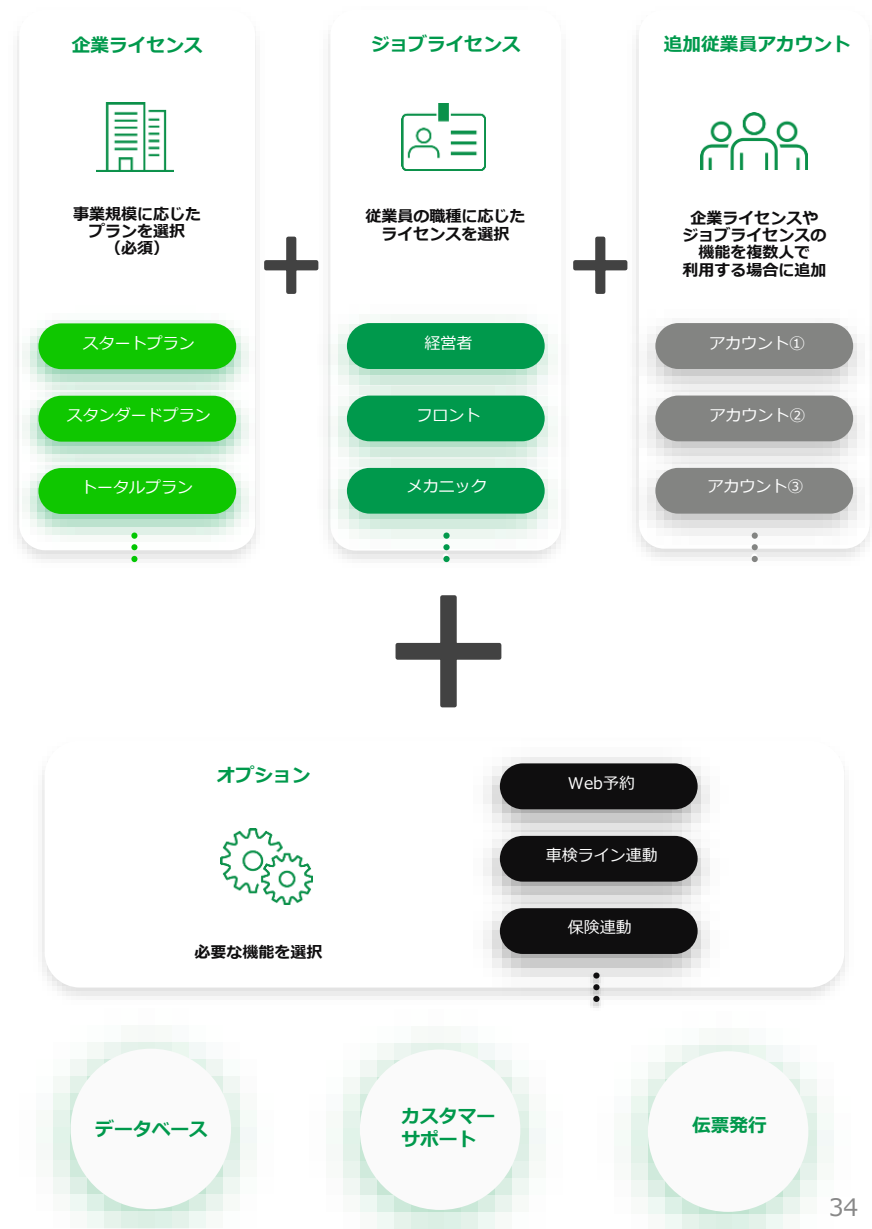 企業ライセンス
事業規模に応じた
プランを選択
（必須）
スタートプラン
スタンダードプラン
トータルプラン
ジョブライセンス
従業員の職種に応じた
ライセンスを選択
経営者
フロント
メカニック
追加従業員アカウント
企業ライセンスや
ジョブライセンスの
機能を複数人で
利用する場合に追加
アカウント①
アカウント②
アカウント③
オプション
必要な機能を選択
Web予約
車検ライン連動
保険連動
データベース
カスタマー
サポート
伝票発行
34